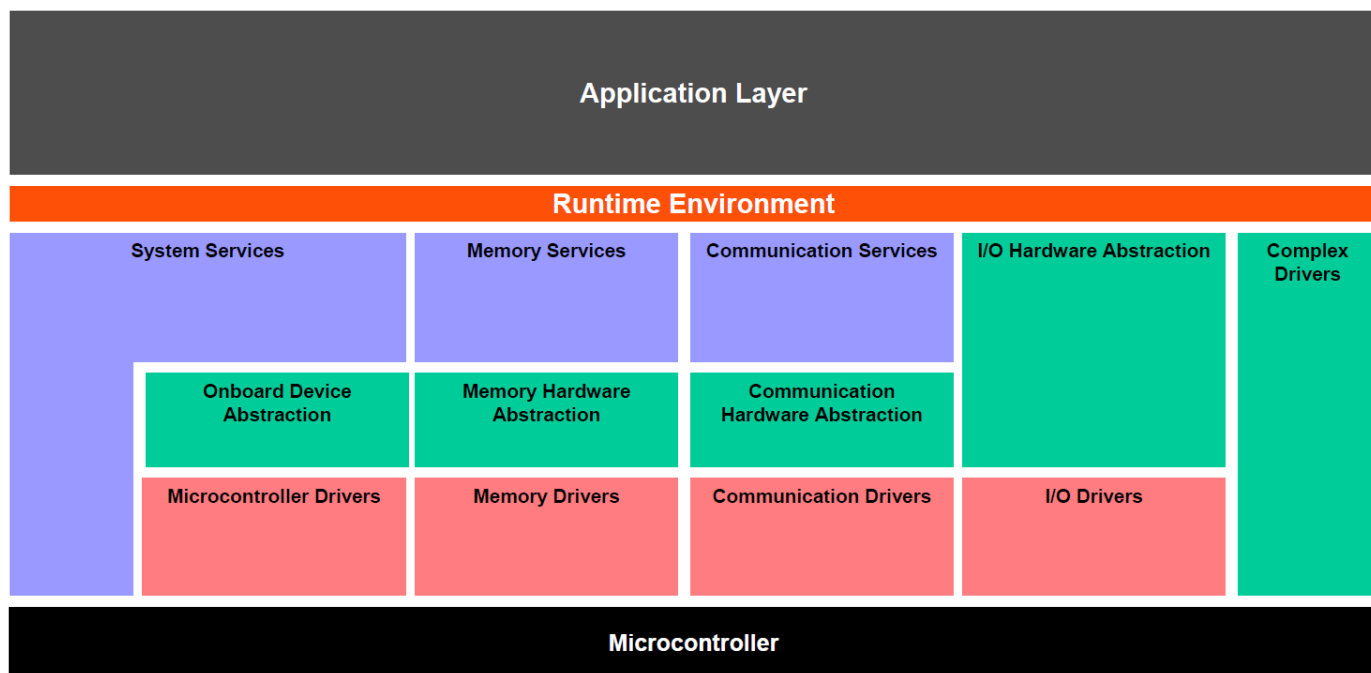 Application Layer
Runtime Environment
System Services
Memory Services
Communication Services
I/O Hardware Abstraction
Complex
Drivers
Onboard Device
Abstraction
Memory Hardware
Abstraction
Communication
Hardware Abstraction
Microcontroller Drivers
Memory Drivers
Communication Drivers
I/O Drivers
Microcontroller